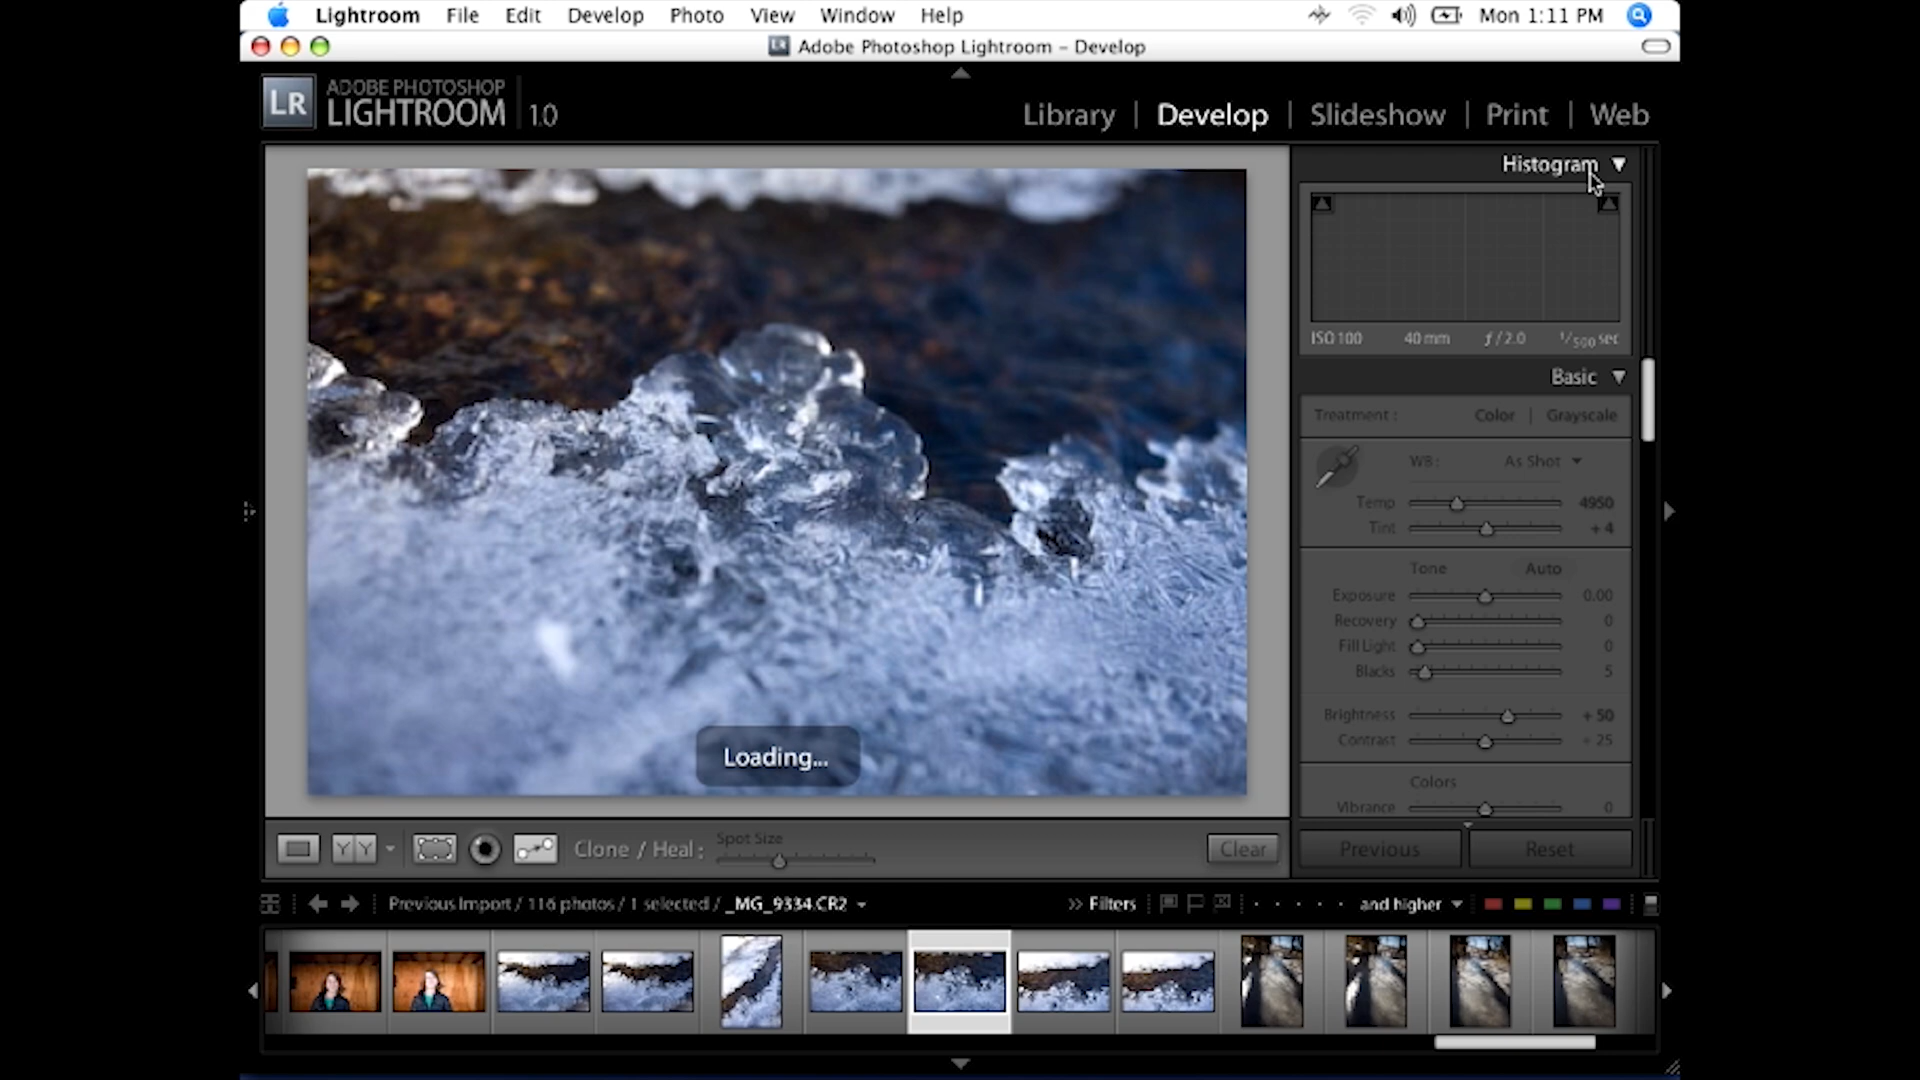 Lightroom File Edit Develop Photo View Window Help Mon 1:11 PM
LR Adobe Photoshop Lightroom – Develop
LR ADOBE PHOTOSHOP
LIGHTROOM 1.0
Library | Develop | Slideshow | Print | Web
Histogram
ISO 100 40 mm ƒ / 2.0 1/500 sec
Basic
Treatment : Color | Grayscale
WB : As Shot
Temp 4950
Tint + 4
Tone Auto
Exposure 0.00
Recovery 0
Fill Light 0
Blacks 5
Brightness + 50
Contrast + 25
Colors
Vibrance 0
Loading...
YY Clone / Heal : Spot Size Clear
Previous Reset
Previous Import / 116 photos / 1 selected / _MG_9334.CR2 Filters and higher